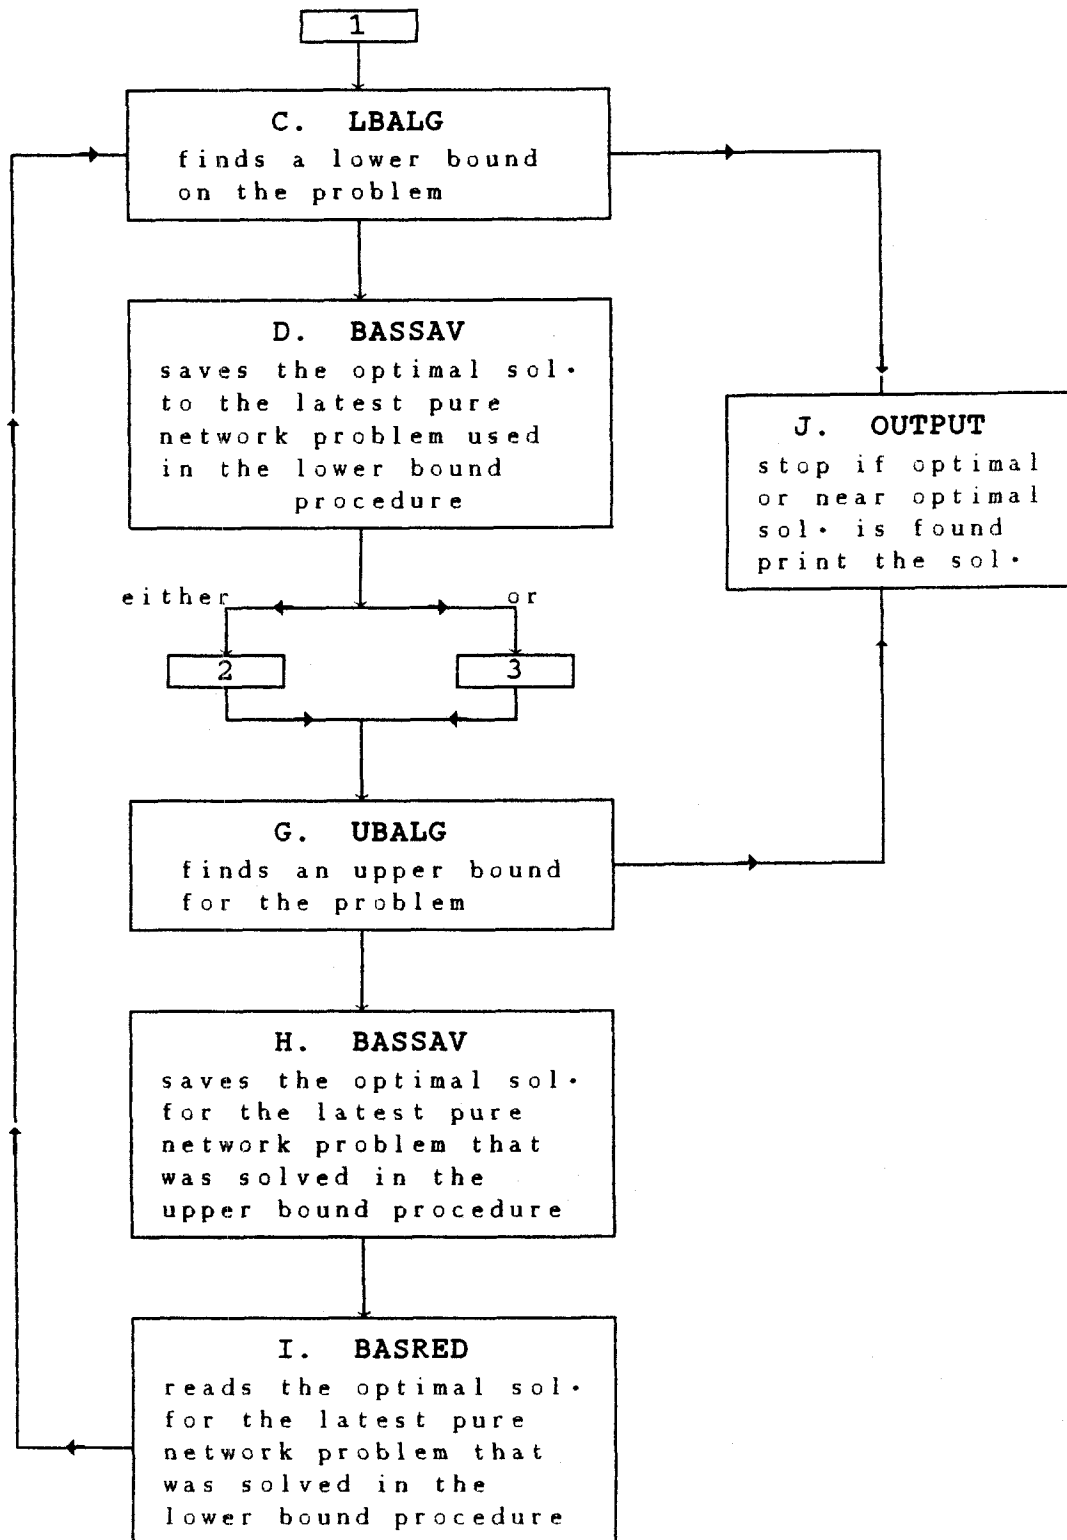 1
C. LBALG
finds a lower bound
on the problem
D. BASSAV
saves the optimal sol.
to the latest pure
network problem used
in the lower bound
procedure
J. OUTPUT
stop if optimal
or near optimal
sol. is found
print the sol.
either
or
2
3
G. UBALG
finds an upper bound
for the problem
H. BASSAV
saves the optimal sol.
for the latest pure
network problem that
was solved in the
upper bound procedure
I. BASRED
reads the optimal sol.
for the latest pure
network problem that
was solved in the
lower bound procedure